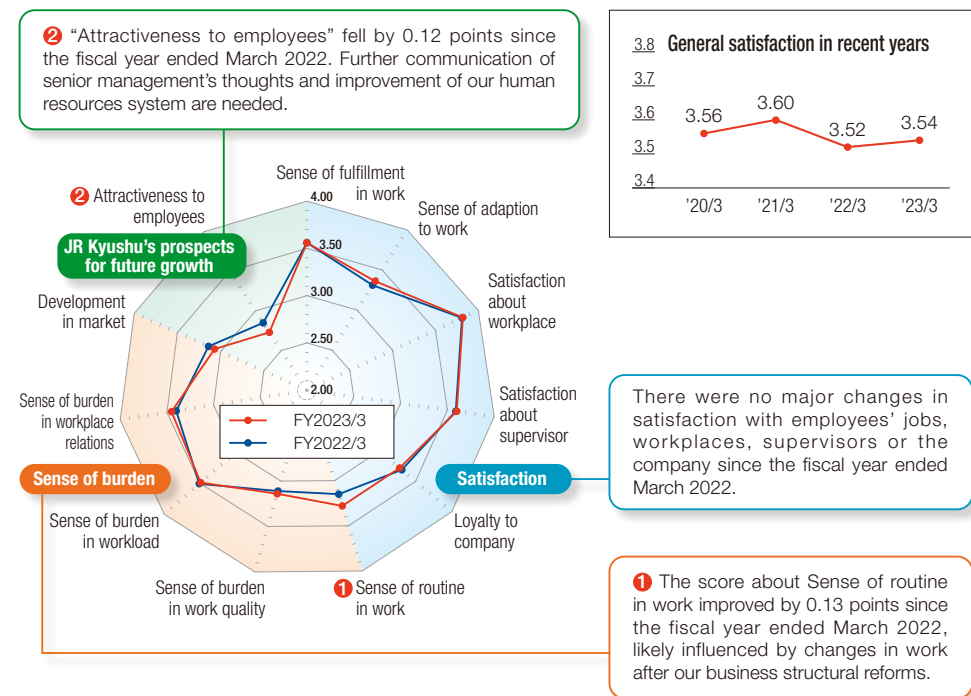 2 “Attractiveness to employees” fell by 0.12 points since
the fiscal year ended March 2022. Further communication of
senior management’s thoughts and improvement of our human
resources system are needed.
General satisfaction in recent years
3.8
3.7
3.6
3.5
3.4
3.56
3.60
3.52
3.54
’20/3
’21/3
’22/3
’23/3
Sense of fulfillment
in work
Sense of adaption
to work
Satisfaction
about
workplace
Satisfaction
about
supervisor
Satisfaction
Loyalty to
company
1 Sense of routine
in work
Sense of burden
in work quality
Sense of burden
in workload
Sense of burden
Sense of burden
in workplace
relations
Development
in market
JR Kyushu’s prospects
for future growth
2 Attractiveness to
employees
4.00
3.50
3.00
2.50
2.00
FY2023/3
FY2022/3
There were no major changes in
satisfaction with employees’ jobs,
workplaces, supervisors or the
company since the fiscal year ended
March 2022.
1 The score about Sense of routine
in work improved by 0.13 points since
the fiscal year ended March 2022,
likely influenced by changes in work
after our business structural reforms.